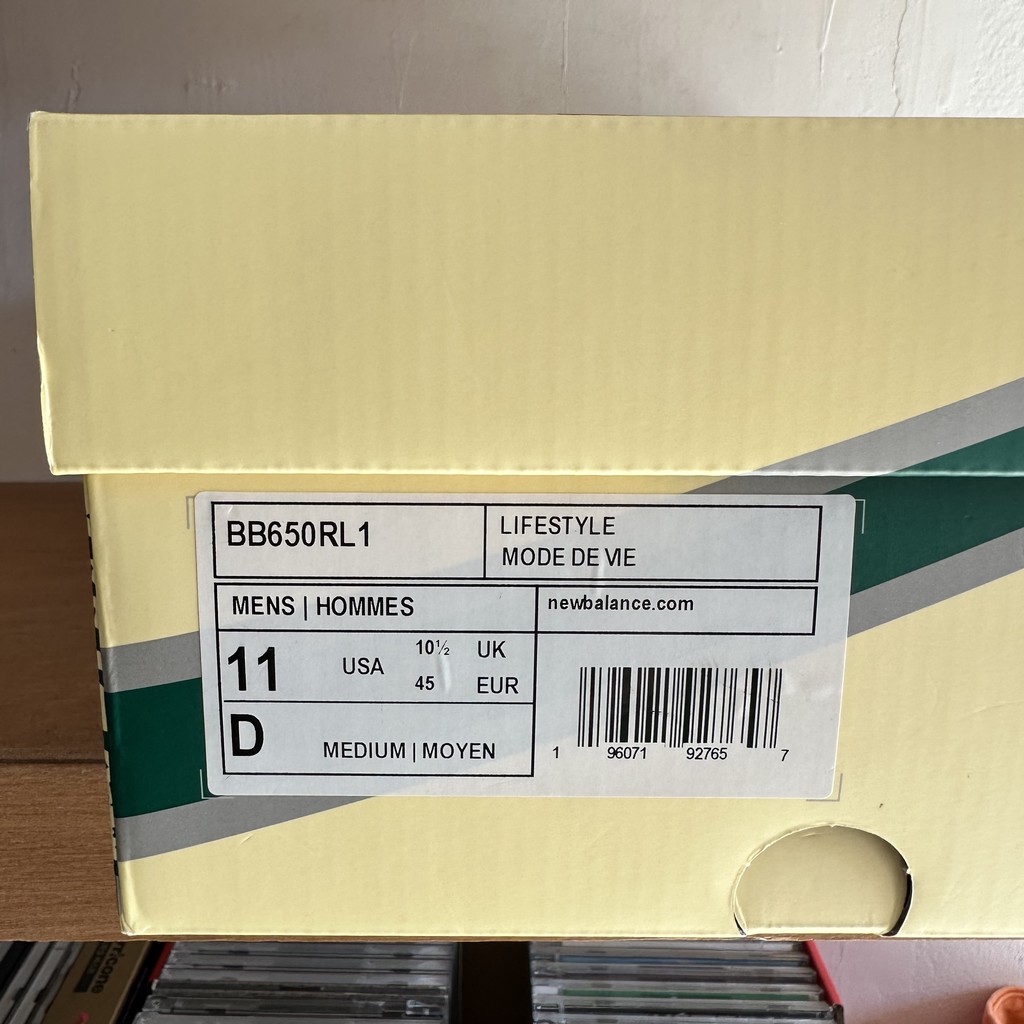 BB650RL1
LIFESTYLE
MODE DE VIE
MENS | HOMMES
newbalance.com
11 USA 10½ UK
45 EUR
D MEDIUM | MOYEN
1 96071 92765 7